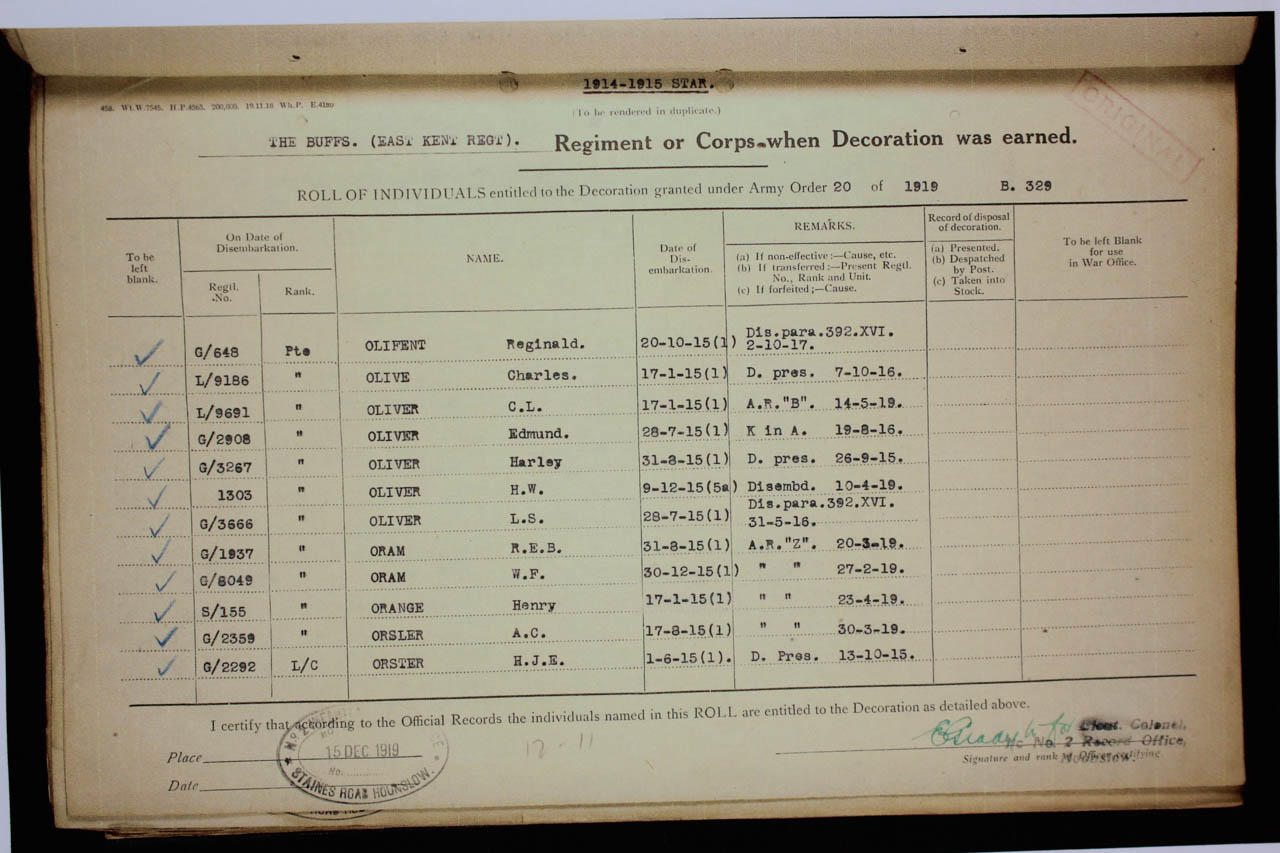 1914-1915 STAR.
458. Wt.W.7545. H.P.4565. 200,000. 19.11.18 Wh.P. E.4180
(To be rendered in duplicate.)
ORIGINAL
THE BUFFS. (EAST KENT REGT). Regiment or Corps when Decoration was earned.
ROLL OF INDIVIDUALS entitled to the Decoration granted under Army Order 20 of 1919 B. 329
To be left blank.
On Date of Disembarkation.
Regtl. No.
Rank.
NAME.
Date of Dis-embarkation.
REMARKS.
(a) If non-effective:—Cause, etc.
(b) If transferred:—Present Regtl. No., Rank and Unit.
(c) If forfeited;—Cause.
Record of disposal of decoration.
(a) Presented.
(b) Despatched by Post.
(c) Taken into Stock.
To be left Blank for use in War Office.
G/648 Pte OLIFENT Reginald. 20-10-15(1) Dis.para.392.XVI. 2-10-17.
L/9186 " OLIVE Charles. 17-1-15(1) D. pres. 7-10-16.
L/9691 " OLIVER C.L. 17-1-15(1) A.R."B". 14-5-19.
G/2908 " OLIVER Edmund. 28-7-15(1) K in A. 19-8-16.
G/3267 " OLIVER Harley 31-8-15(1) D. pres. 26-9-15.
1303 " OLIVER H.W. 9-12-15(5a) Disembd. 10-4-19.
G/3666 " OLIVER L.S. 28-7-15(1) Dis.para.392.XVI. 31-5-16.
G/1937 " ORAM R.E.B. 31-8-15(1) A.R."Z". 20-3-19.
G/8049 " ORAM W.F. 30-12-15(1) " " 27-2-19.
S/155 " ORANGE Henry 17-1-15(1) " " 23-4-19.
G/2359 " ORSLER A.C. 17-8-15(1) " " 30-3-19.
G/2292 L/C ORSTER H.J.E. 1-6-15(1). D. Pres. 13-10-15.
I certify that according to the Official Records the individuals named in this ROLL are entitled to the Decoration as detailed above.
Place
15 DEC 1919
No.
STAINES ROAD HOUNSLOW.
Date
12 - 11
for Lieut. Colonel,
No. 2 Record Office,
Hounslow.
Signature and rank of Officer certifying.